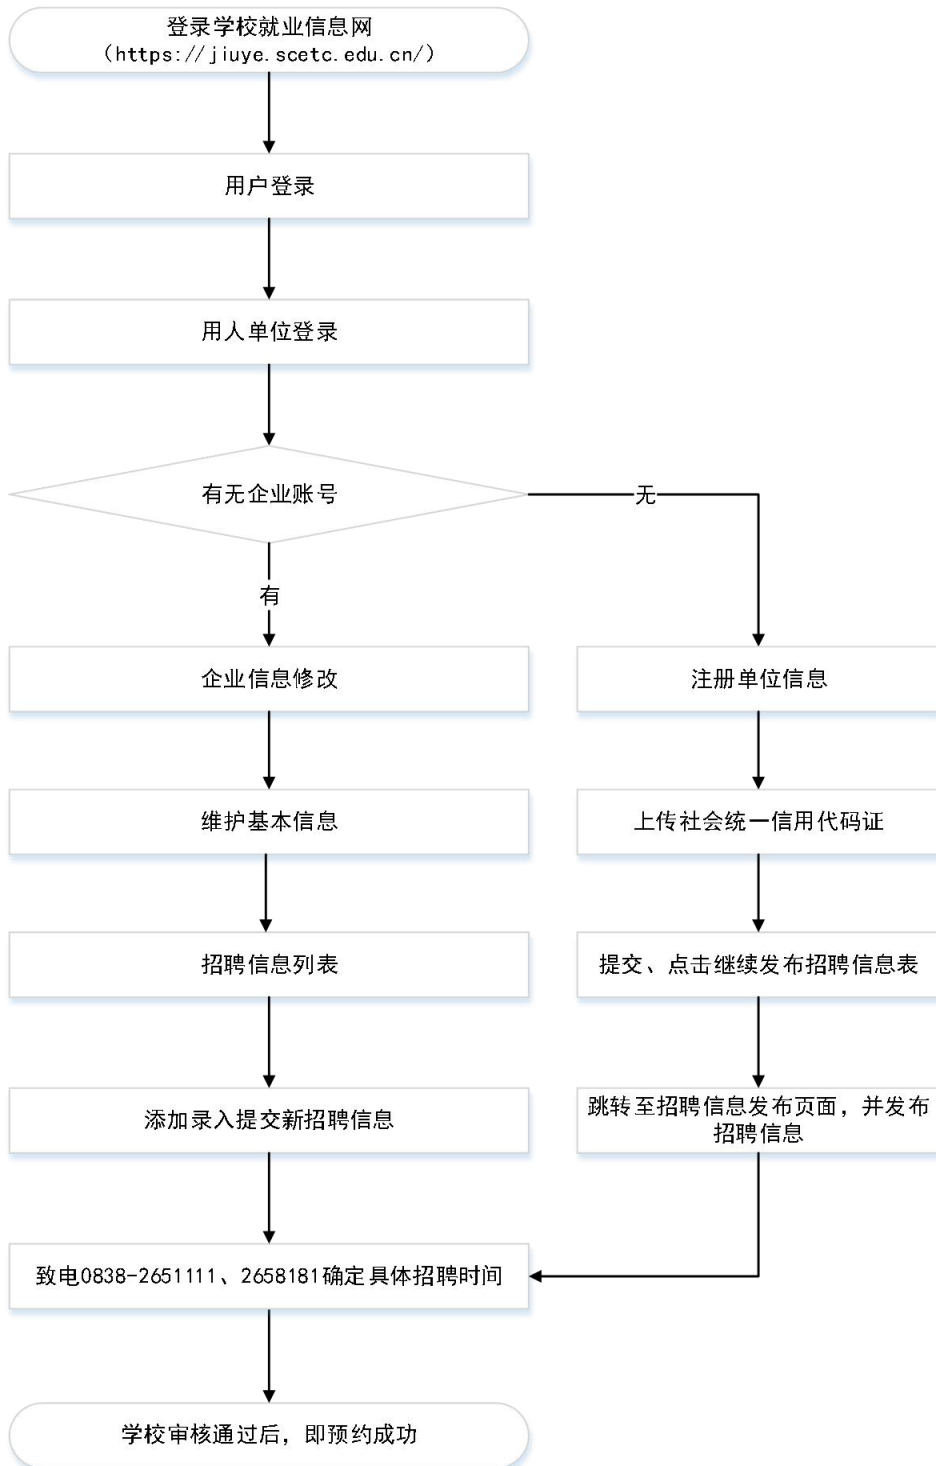 登录学校就业信息网
（https://jiuye.scetc.edu.cn/）
用户登录
用人单位登录
有无企业账号
无
有
企业信息修改
注册单位信息
维护基本信息
上传社会统一信用代码证
招聘信息列表
提交、点击继续发布招聘信息表
添加录入提交新招聘信息
跳转至招聘信息发布页面，并发布
招聘信息
致电0838-2651111、2658181确定具体招聘时间
学校审核通过后，即预约成功